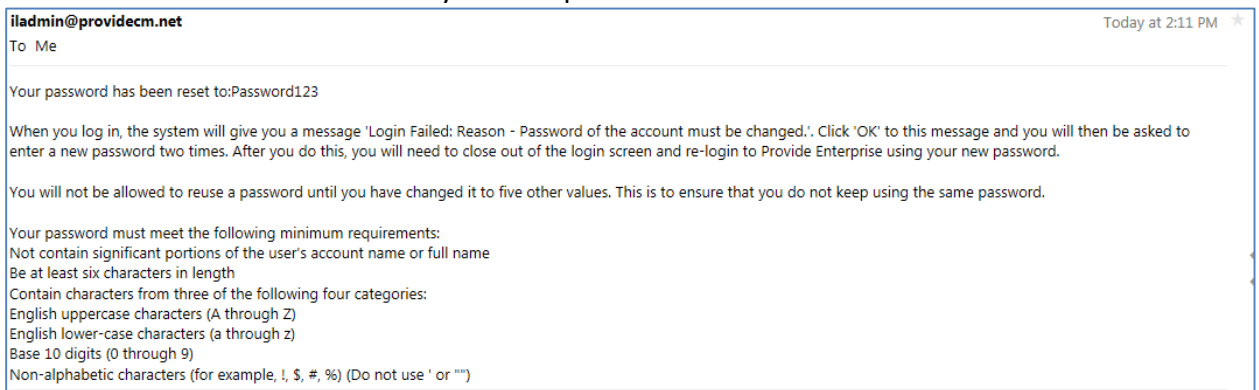 iladmin@providecm.net
Today at 2:11 PM
To Me
Your password has been reset to:Password123
When you log in, the system will give you a message 'Login Failed: Reason - Password of the account must be changed.'. Click 'OK' to this message and you will then be asked to
enter a new password two times. After you do this, you will need to close out of the login screen and re-login to Provide Enterprise using your new password.
You will not be allowed to reuse a password until you have changed it to five other values. This is to ensure that you do not keep using the same password.
Your password must meet the following minimum requirements:
Not contain significant portions of the user's account name or full name
Be at least six characters in length
Contain characters from three of the following four categories:
English uppercase characters (A through Z)
English lower-case characters (a through z)
Base 10 digits (0 through 9)
Non-alphabetic characters (for example, !, $, #, %) (Do not use ' or "")